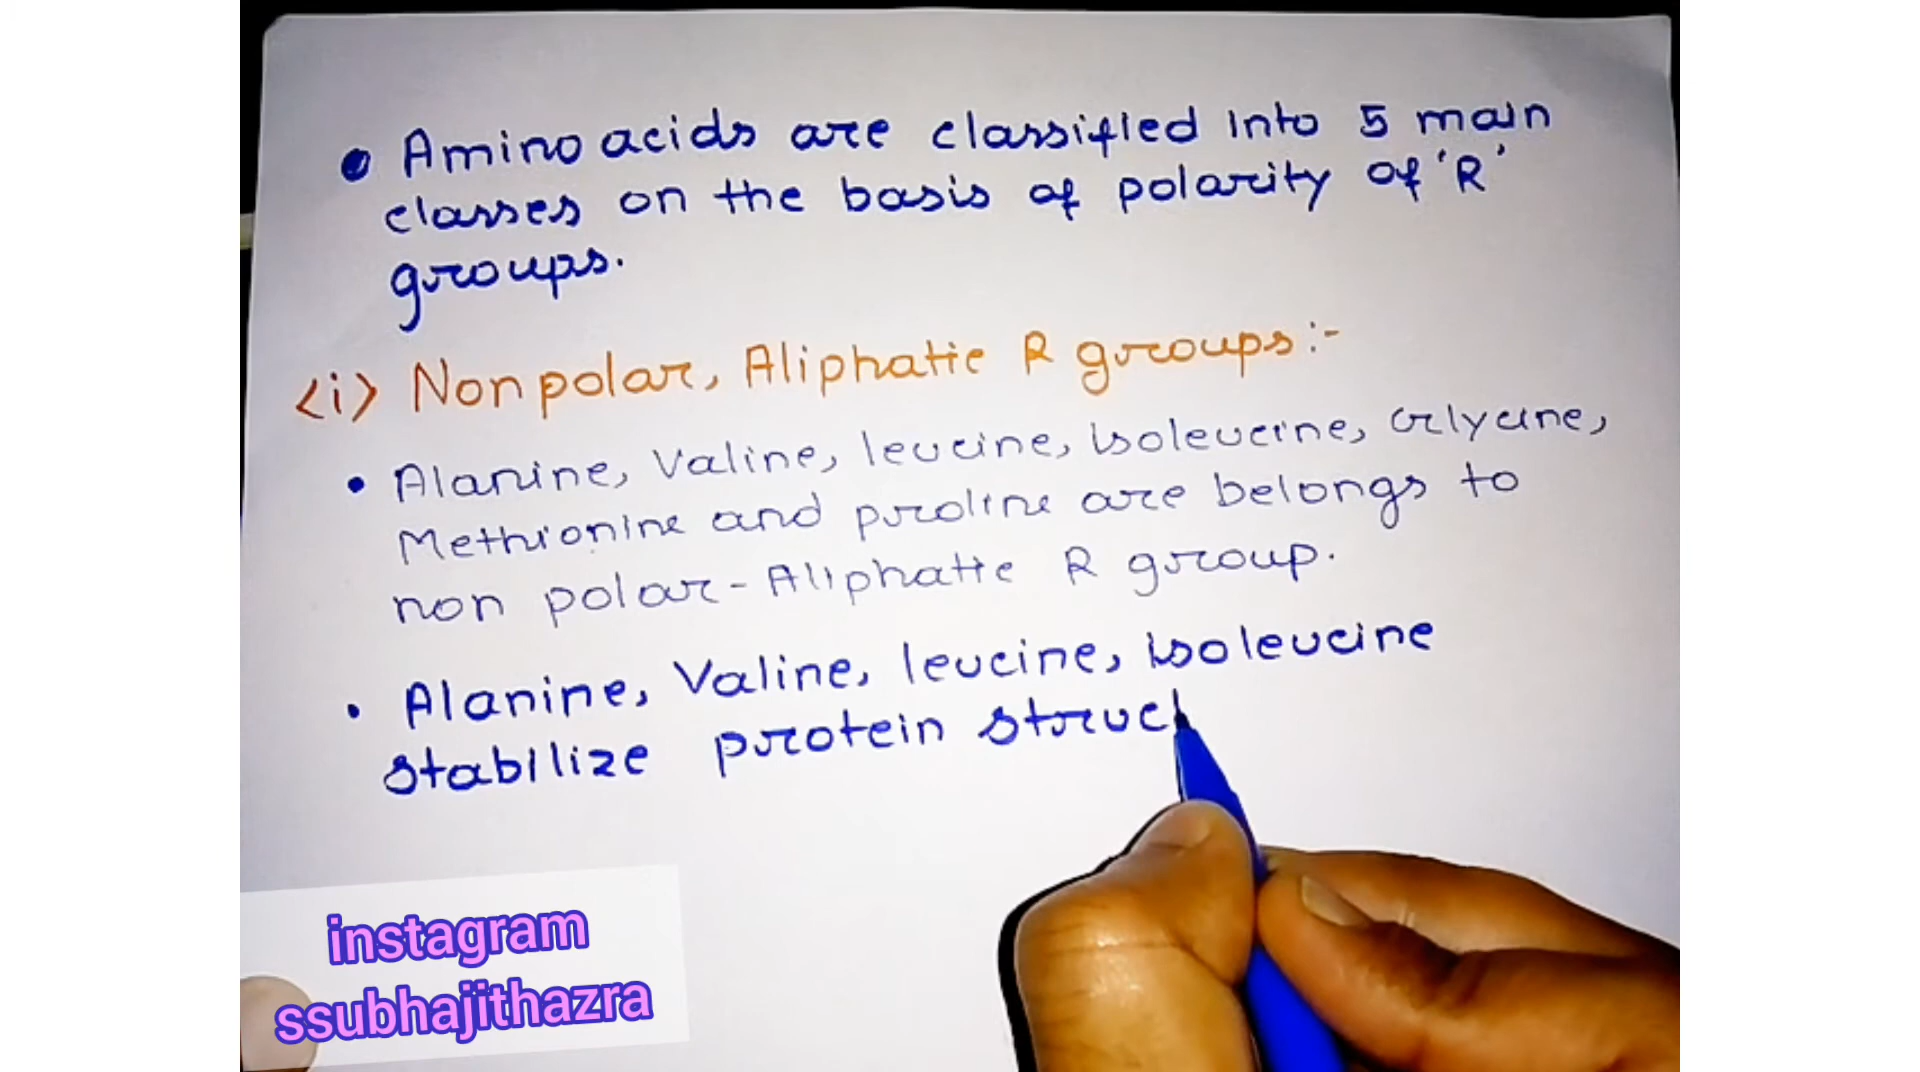 • Amino acids are classified into 5 main
classes on the basis of polarity of 'R'
groups.
<i> Nonpolar, Aliphatic R groups:-
• Alanine, Valine, leucine, isoleucine, Glycine,
Methionine and proline are belongs to
non polar-Aliphatic R group.
• Alanine, Valine, leucine, isoleucine
stabilize protein struct
instagram
ssubhajithazra